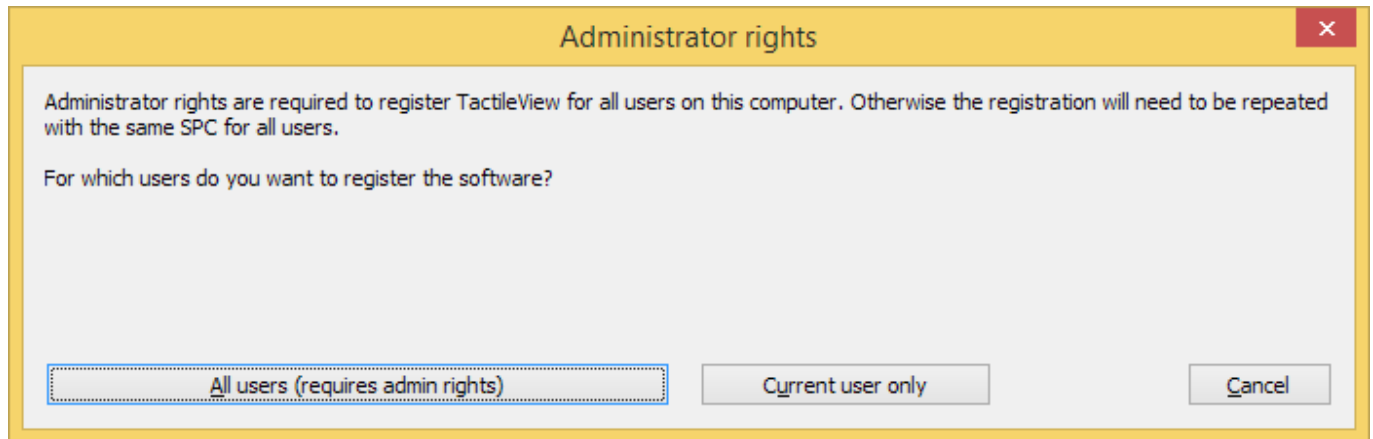 Administrator rights
Administrator rights are required to register TactileView for all users on this computer. Otherwise the registration will need to be repeated
with the same SPC for all users.
For which users do you want to register the software?
All users (requires admin rights)
Current user only
Cancel